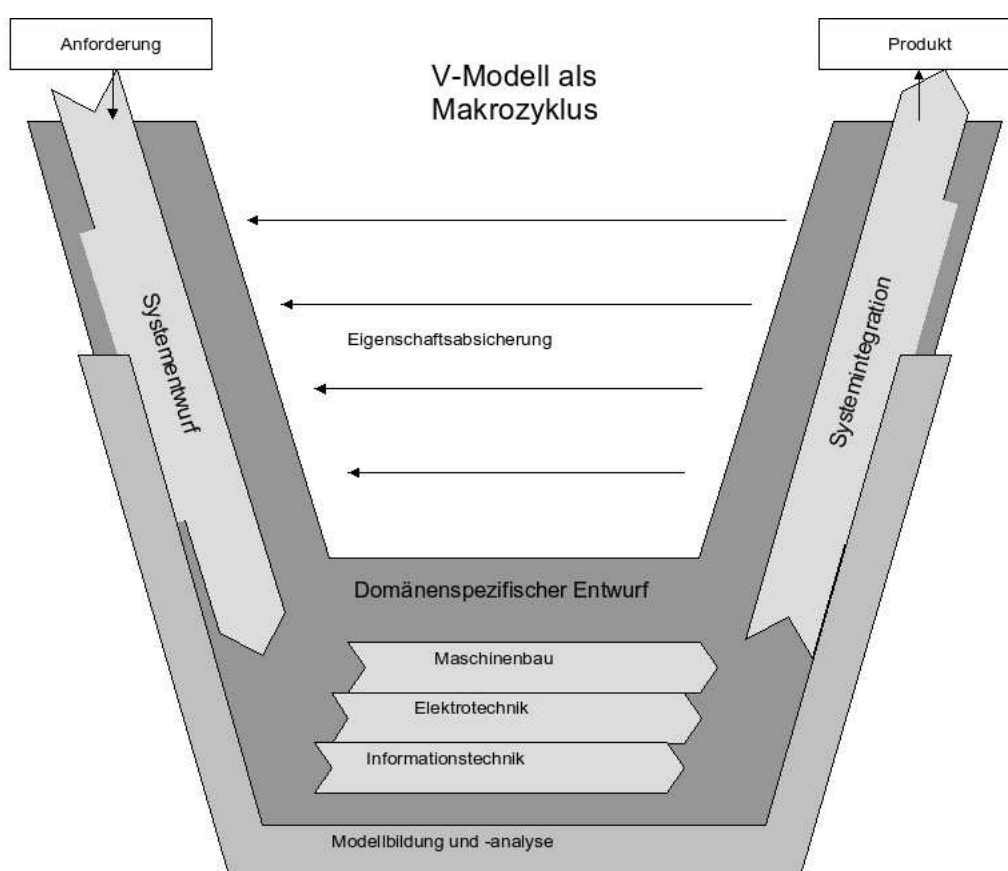 Anforderung
Produkt
V-Modell als
Makrozyklus
Systementwurf
Eigenschaftsabsicherung
Systemintegration
Domänenspezifischer Entwurf
Maschinenbau
Elektrotechnik
Informationstechnik
Modellbildung und -analyse